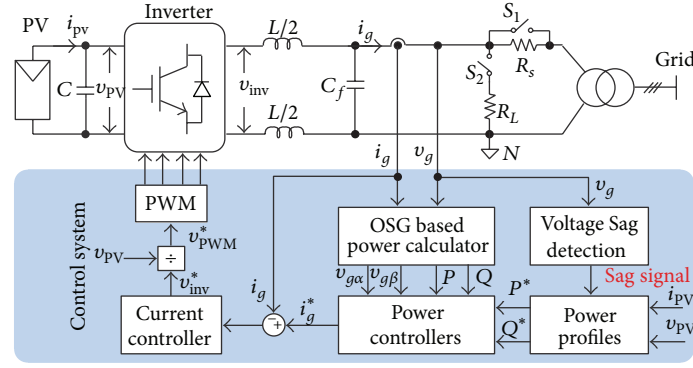 PV
i_pv
Inverter
L/2
i_g
S_1
R_s
Grid
C
v_PV
v_inv
C_f
S_2
R_L
L/2
N
i_g
v_g
v_g
PWM
OSG based
power calculator
Voltage Sag
detection
Control system
v_PV
÷
v*_PWM
v*_inv
v_gα
v_gβ
P
Q
Sag signal
i_g
i*_g
P*
Q*
i_PV
v_PV
Current
controller
−
+
Power
controllers
Power
profiles